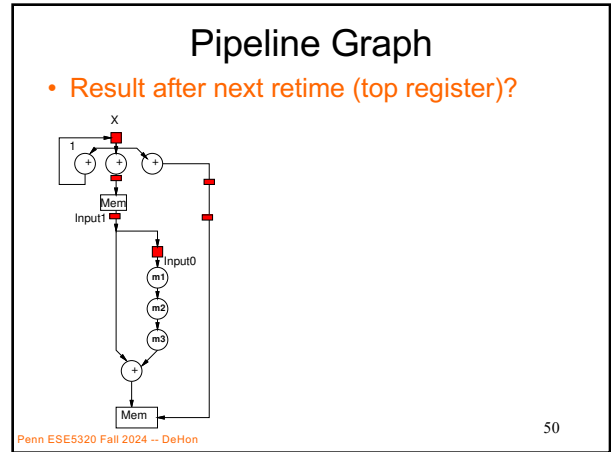 Pipeline Graph
• Result after next retime (top register)?
X
1
+ + +
Mem
Input1
Input0
m1
m2
m3
+
Mem
Penn ESE5320 Fall 2024 -- DeHon
50